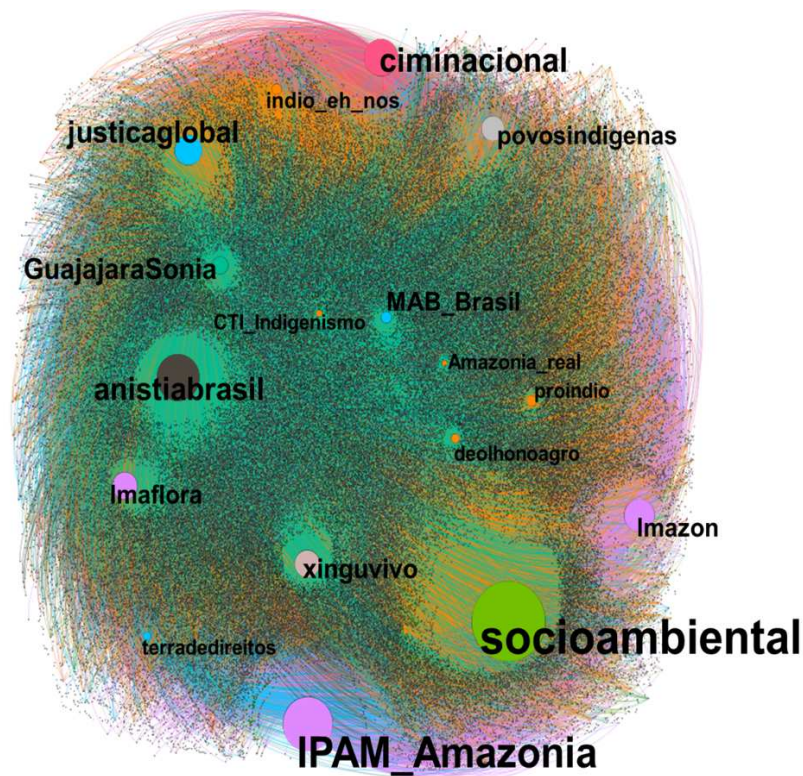 ciminacional
indio_eh_nos
justicaglobal
povosindigenas
GuajajaraSonia
MAB_Brasil
CTI_Indigenismo
Amazonia_real
anistiabrasil
proindio
deolhonoagro
Imaflora
Imazon
xinguvivo
socioambiental
terradedireitos
IPAM_Amazonia